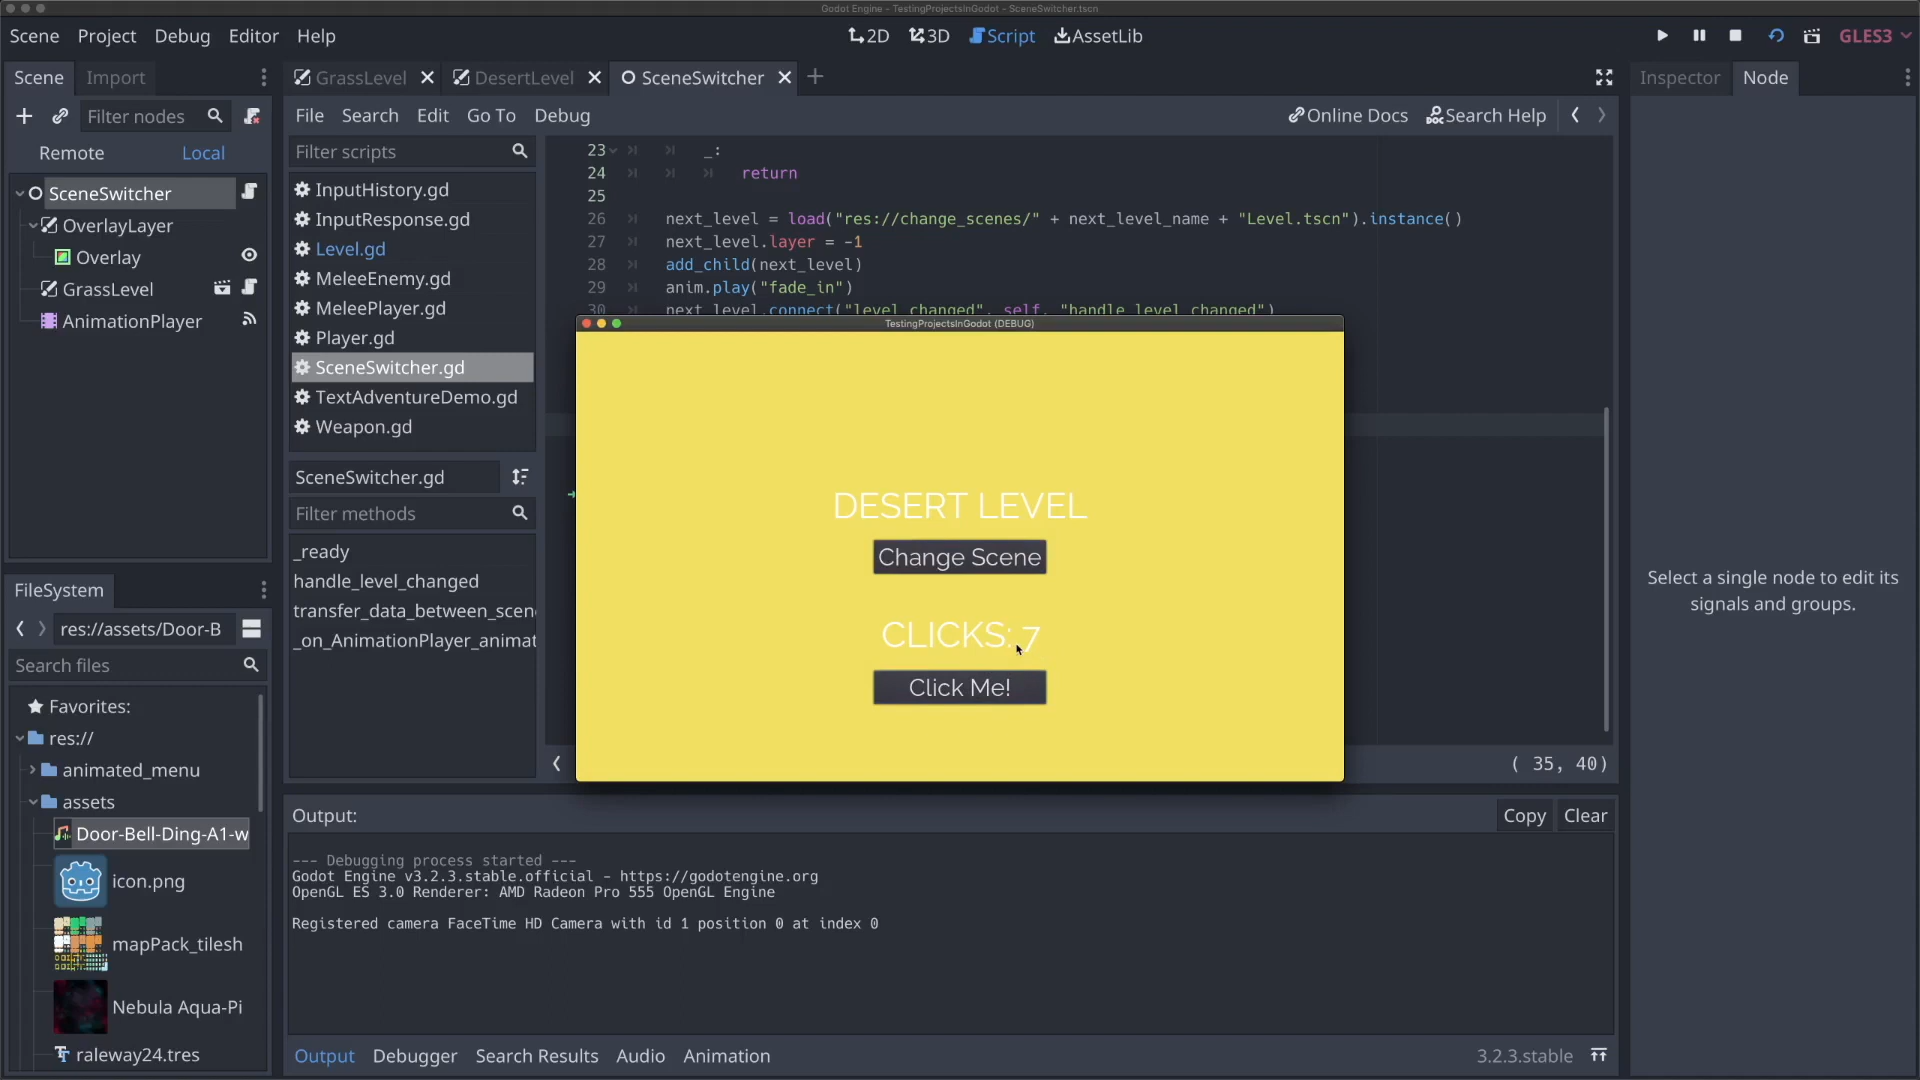 Godot Engine - TestingProjectsInGodot - SceneSwitcher.tscn
Scene Project Debug Editor Help
2D 3D Script AssetLib
GLES3
Scene Import
GrassLevel DesertLevel SceneSwitcher
Inspector Node
Filter nodes
File Search Edit Go To Debug
Online Docs Search Help
Remote Local
Filter scripts
SceneSwitcher
OverlayLayer
Overlay
GrassLevel
AnimationPlayer
InputHistory.gd
InputResponse.gd
Level.gd
MeleeEnemy.gd
MeleePlayer.gd
Player.gd
SceneSwitcher.gd
TextAdventureDemo.gd
Weapon.gd
SceneSwitcher.gd
Filter methods
_ready
handle_level_changed
transfer_data_between_scen
_on_AnimationPlayer_animat
23 _:
24 return
25
26 next_level = load("res://change_scenes/" + next_level_name + "Level.tscn").instance()
27 next_level.layer = -1
28 add_child(next_level)
29 anim.play("fade_in")
30 next_level.connect("level_changed", self, "handle_level_changed")
TestingProjectsInGodot (DEBUG)
DESERT LEVEL
Change Scene
CLICKS: 7
Click Me!
( 35, 40)
Select a single node to edit its
signals and groups.
FileSystem
res://assets/Door-B
Search files
Favorites:
res://
animated_menu
assets
Door-Bell-Ding-A1-w
icon.png
mapPack_tilesh
Nebula Aqua-Pi
raleway24.tres
Output:
Copy Clear
--- Debugging process started ---
Godot Engine v3.2.3.stable.official - https://godotengine.org
OpenGL ES 3.0 Renderer: AMD Radeon Pro 555 OpenGL Engine
Registered camera FaceTime HD Camera with id 1 position 0 at index 0
Output Debugger Search Results Audio Animation
3.2.3.stable